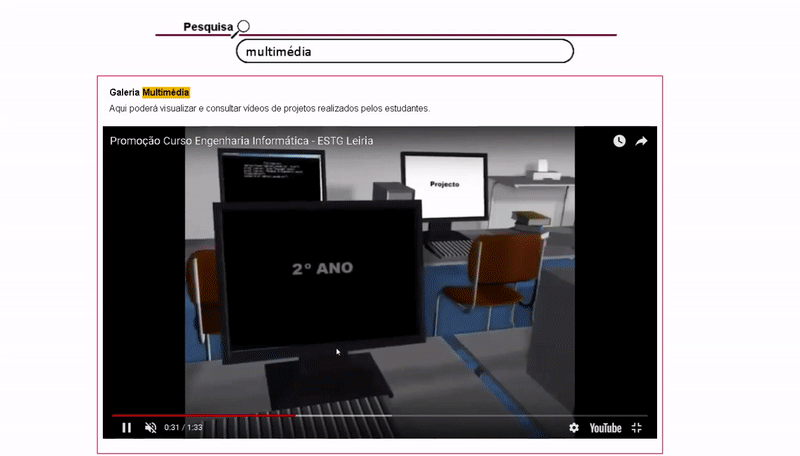 Pesquisa
multimédia
Galeria Multimédia
Aqui poderá visualizar e consultar vídeos de projetos realizados pelos estudantes.
Promoção Curso Engenharia Informática - ESTG Leiria
Projecto
2º ANO
0:31 / 1:33
YouTube